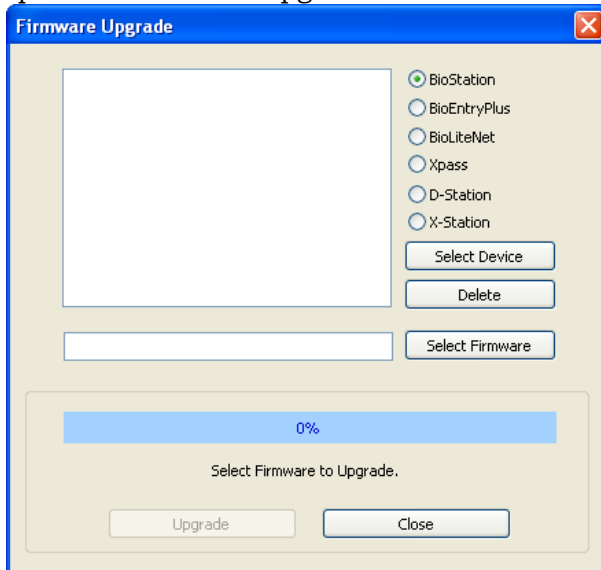 Firmware Upgrade
BioStation
BioEntryPlus
BioLiteNet
Xpass
D-Station
X-Station
Select Device
Delete
Select Firmware
0%
Select Firmware to Upgrade.
Upgrade
Close